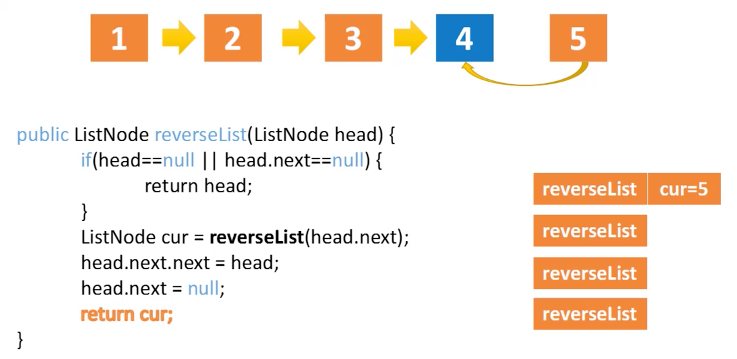 1 2 3 4 5
public ListNode reverseList(ListNode head) {
if(head==null || head.next==null) {
return head;
}
ListNode cur = reverseList(head.next);
head.next.next = head;
head.next = null;
return cur;
}
reverseList cur=5
reverseList
reverseList
reverseList